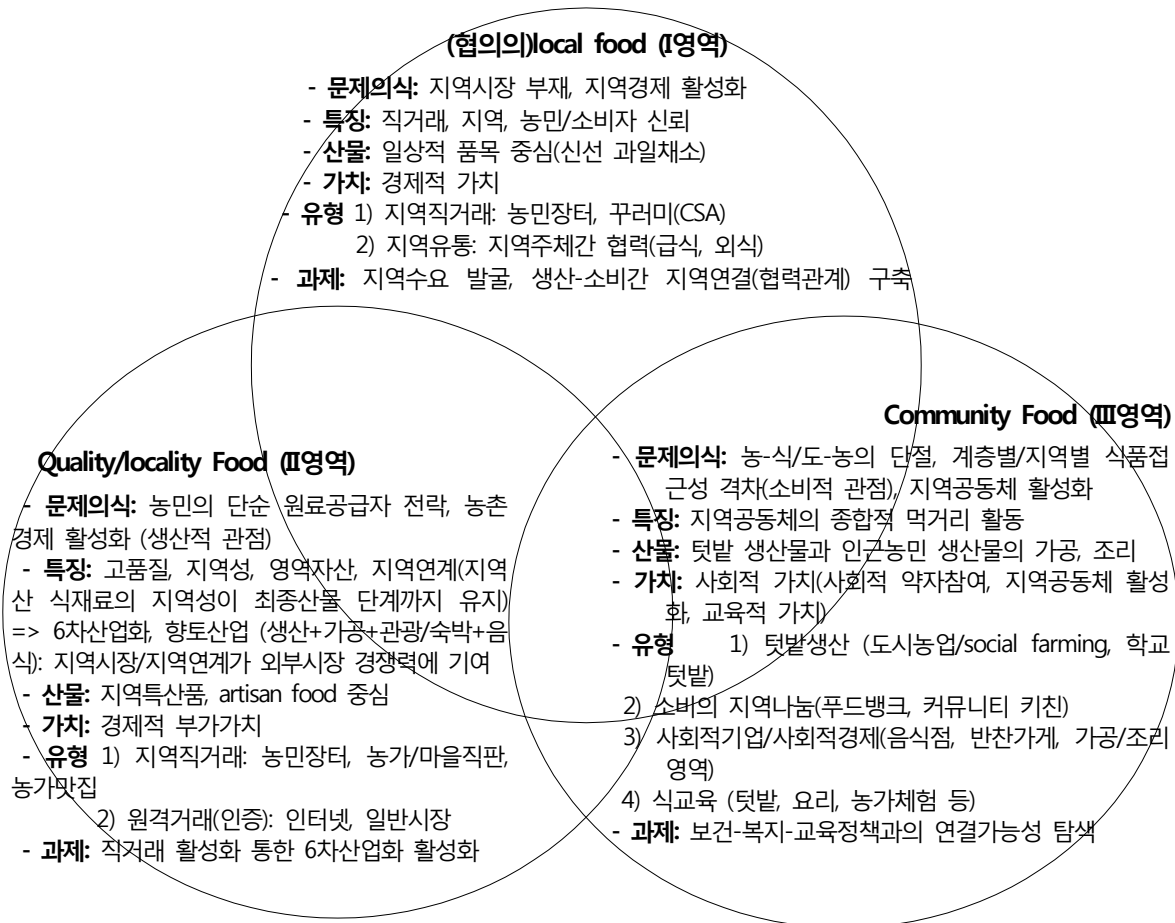 (협의의)local food (Ⅰ영역)
- 문제의식: 지역시장 부재, 지역경제 활성화
- 특징: 직거래, 지역, 농민/소비자 신뢰
- 산물: 일상적 품목 중심(신선 과일채소)
- 가치: 경제적 가치
- 유형 1) 지역직거래: 농민장터, 꾸러미(CSA)
2) 지역유통: 지역주체간 협력(급식, 외식)
- 과제: 지역수요 발굴, 생산-소비간 지역연결(협력관계) 구축
Quality/locality Food (Ⅱ영역)
- 문제의식: 농민의 단순 원료공급자 전락, 농촌
경제 활성화 (생산적 관점)
- 특징: 고품질, 지역성, 영역자산, 지역연계(지역
산 식재료의 지역성이 최종산물 단계까지 유지)
=> 6차산업화, 향토산업 (생산+가공+관광/숙박+음
식): 지역시장/지역연계가 외부시장 경쟁력에 기여
- 산물: 지역특산품, artisan food 중심
- 가치: 경제적 부가가치
- 유형 1) 지역직거래: 농민장터, 농가/마을직판,
농가맛집
2) 원격거래(인증): 인터넷, 일반시장
- 과제: 직거래 활성화 통한 6차산업화 활성화
Community Food (Ⅲ영역)
- 문제의식: 농-식/도-농의 단절, 계층별/지역별 식품접
근성 격차(소비적 관점), 지역공동체 활성화
- 특징: 지역공동체의 종합적 먹거리 활동
- 산물: 텃밭 생산물과 인근농민 생산물의 가공, 조리
- 가치: 사회적 가치(사회적 약자참여, 지역공동체 활성
화, 교육적 가치)
- 유형 1) 텃밭생산 (도시농업/social farming, 학교
텃밭)
2) 소비의 지역나눔(푸드뱅크, 커뮤니티 키친)
3) 사회적기업/사회적경제(음식점, 반찬가게, 가공/조리
영역)
4) 식교육 (텃밭, 요리, 농가체험 등)
- 과제: 보건-복지-교육정책과의 연결가능성 탐색